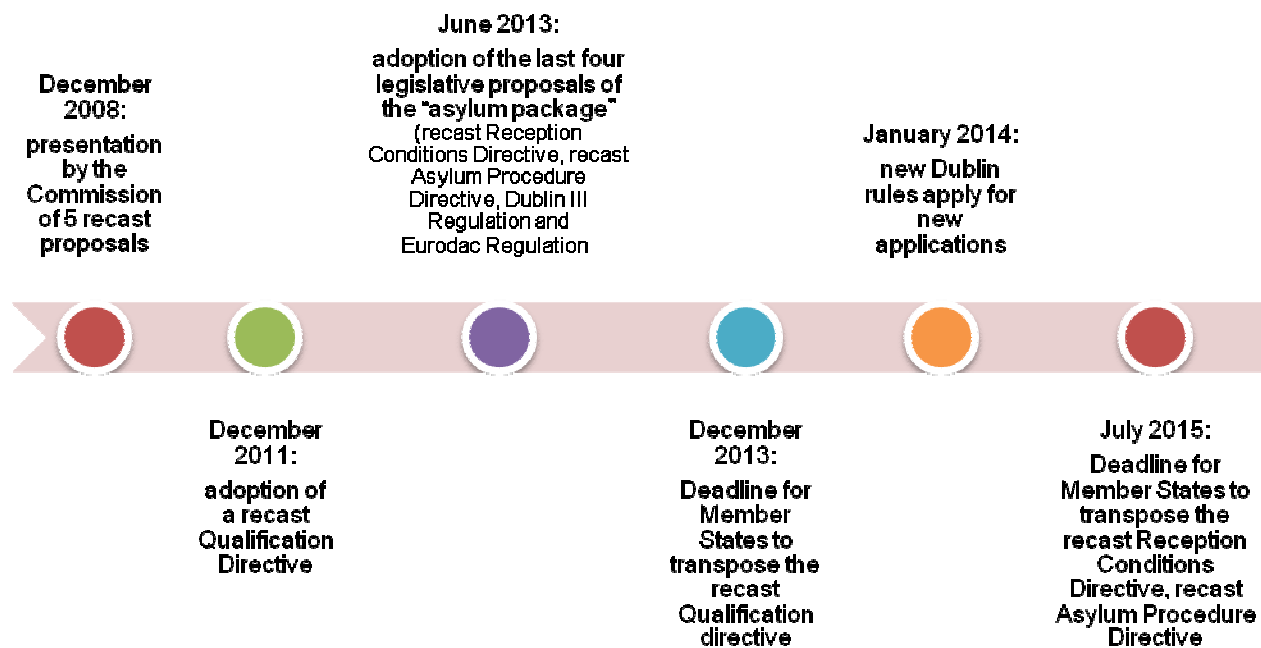 December
2008:
presentation
by the
Commission
of 5 recast
proposals
December
2011:
adoption of
a recast
Qualification
Directive
June 2013:
adoption of the last four
legislative proposals of
the “asylum package”
(recast Reception
Conditions Directive, recast
Asylum Procedure
Directive, Dublin III
Regulation and
Eurodac Regulation
December
2013:
Deadline for
Member
States to
transpose the
recast
Qualification
directive
January 2014:
new Dublin
rules apply for
new
applications
July 2015:
Deadline for
Member States to
transpose the
recast Reception
Conditions
Directive, recast
Asylum Procedure
Directive